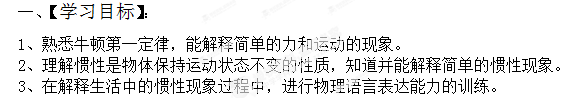 一、【学习目标】：
1、熟悉牛顿第一定律，能解释简单的力和运动的现象。
2、理解惯性是物体保持运动状态不变的性质，知道并能解释简单的惯性现象。
3、在解释生活中的惯性现象过程中，进行物理语言表达能力的训练。